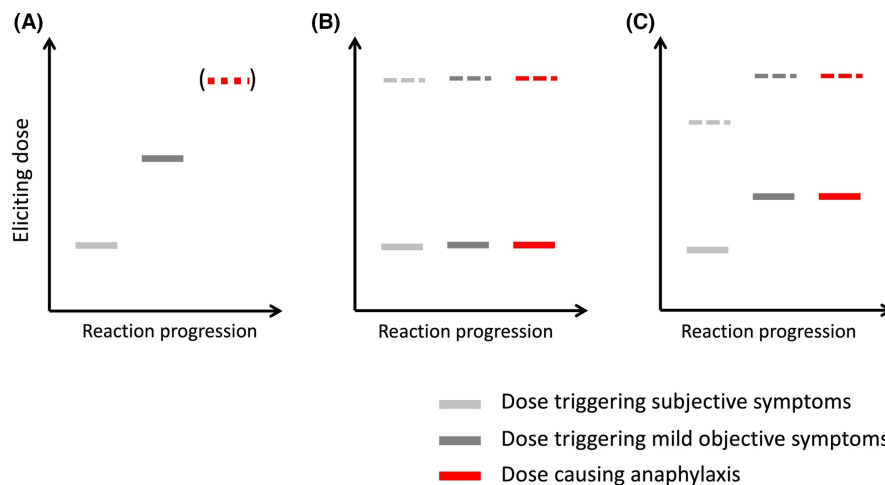 (A)
(B)
(C)
Eliciting dose
( )
Reaction progression
Reaction progression
Reaction progression
Dose triggering subjective symptoms
Dose triggering mild objective symptoms
Dose causing anaphylaxis